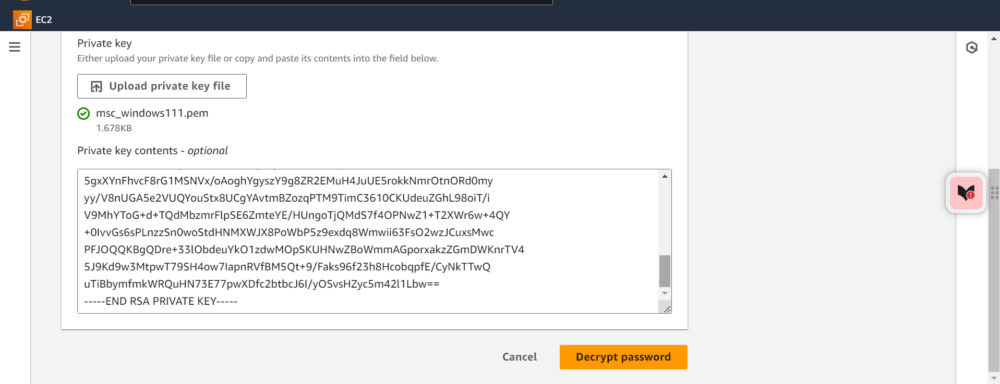 EC2
Private key
Either upload your private key file or copy and paste its contents into the field below.
Upload private key file
msc_windows111.pem
1.678KB
Private key contents - optional
5gxXYnFhvcF8rG1MSNVx/oAoghYgyszY9g8ZR2EMuH4JuUE5rokkNmrOtnORd0my
yy/V8nUGA5e2VUQYouStx8UCgYAvtmBZozqPTM9TimC3610CKUdeuZGhL98oiT/i
V9MhYToG+d+TQdMbzmrFlpSE6ZmteYE/HUngoTjQMdS7f4OPNwZ1+T2XWr6w+4QY
+0IvvGs6sPLnzzSn0woStdHNMXWJX8PoWbP5z9exdq8Wmwii63FsO2wzJCuxsMwc
PFJOQQKBgQDre+33lObdeuYkO1zdwMOpSKUHNwZBoWmmAGporxakzZGmDWKnrTV4
5J9Kd9w3MtpwT79SH4ow7IapnRVfBM5Qt+9/Faks96f23h8HcobqpfE/CyNkTTwQ
uTiBbymfmkWRQuHN73E77pwXDfc2btbcJ6I/yOSvsHZyc5m42l1Lbw==
-----END RSA PRIVATE KEY-----
Cancel
Decrypt password